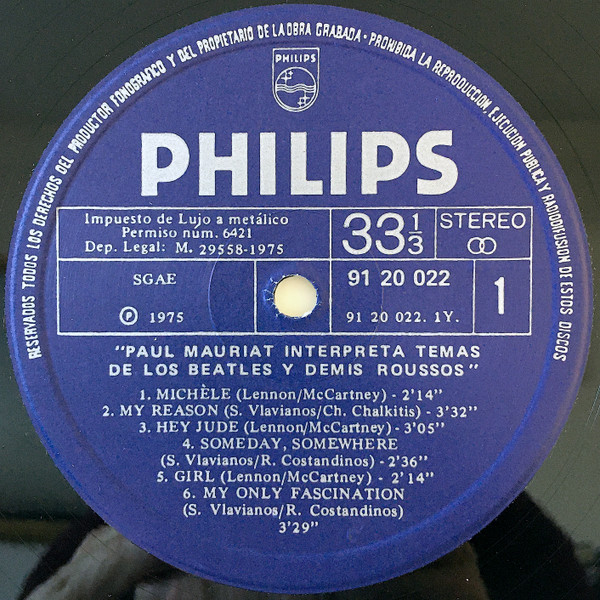 RESERVADOS TODOS LOS DERECHOS DEL PRODUCTOR FONOGRAFICO Y DEL PROPIETARIO DE LA OBRA GRABADA - PROHIBIDA LA REPRODUCCION, EJECUCION PUBLICA Y RADIODIFUSION DE ESTOS DISCOS
PHILIPS
PHILIPS
Impuesto de Lujo a metálico
Permiso núm. 6421
Dep. Legal: M. 29558-1975
33 1/3
STEREO
SGAE
℗ 1975
91 20 022
91 20 022. 1Y.
1
"PAUL MAURIAT INTERPRETA TEMAS
DE LOS BEATLES Y DEMIS ROUSSOS"
1. MICHÈLE (Lennon/McCartney) - 2'14"
2. MY REASON (S. Vlavianos/Ch. Chalkitis) - 3'32"
3. HEY JUDE (Lennon/McCartney) - 3'05"
4. SOMEDAY, SOMEWHERE
(S. Vlavianos/R. Costandinos) - 2'36"
5. GIRL (Lennon/McCartney) - 2'14"
6. MY ONLY FASCINATION
(S. Vlavianos/R. Costandinos)
3'29"